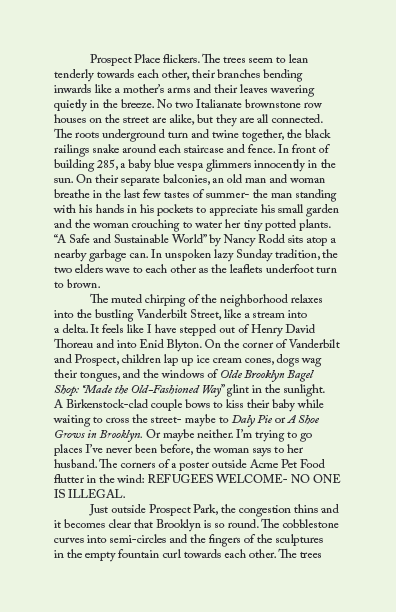 Prospect Place flickers. The trees seem to lean
tenderly towards each other, their branches bending
inwards like a mother's arms and their leaves wavering
quietly in the breeze. No two Italianate brownstone row
houses on the street are alike, but they are all connected.
The roots underground turn and twine together, the black
railings snake around each staircase and fence. In front of
building 285, a baby blue vespa glimmers innocently in the
sun. On their separate balconies, an old man and woman
breathe in the last few tastes of summer- the man standing
with his hands in his pockets to appreciate his small garden
and the woman crouching to water her tiny potted plants.
“A Safe and Sustainable World” by Nancy Rodd sits atop a
nearby garbage can. In unspoken lazy Sunday tradition, the
two elders wave to each other as the leaflets underfoot turn
to brown.
The muted chirping of the neighborhood relaxes
into the bustling Vanderbilt Street, like a stream into
a delta. It feels like I have stepped out of Henry David
Thoreau and into Enid Blyton. On the corner of Vanderbilt
and Prospect, children lap up ice cream cones, dogs wag
their tongues, and the windows of Olde Brooklyn Bagel
Shop: “Made the Old-Fashioned Way” glint in the sunlight.
A Birkenstock-clad couple bows to kiss their baby while
waiting to cross the street- maybe to Daly Pie or A Shoe
Grows in Brooklyn. Or maybe neither. I'm trying to go
places I've never been before, the woman says to her
husband. The corners of a poster outside Acme Pet Food
flutter in the wind: REFUGEES WELCOME- NO ONE
IS ILLEGAL.
Just outside Prospect Park, the congestion thins and
it becomes clear that Brooklyn is so round. The cobblestone
curves into semi-circles and the fingers of the sculptures
in the empty fountain curl towards each other. The trees